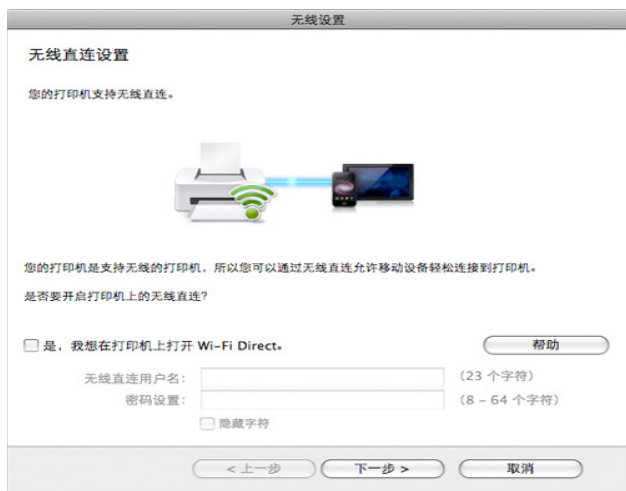 无线设置
无线直连设置
您的打印机支持无线直连。
您的打印机是支持无线的打印机，所以您可以通过无线直连允许移动设备轻松连接到打印机。
是否要开启打印机上的无线直连?
是，我想在打印机上打开 Wi-Fi Direct。 帮助
无线直连用户名: (23 个字符)
密码设置: (8 – 64 个字符)
隐藏字符
< 上一步 下一步 > 取消